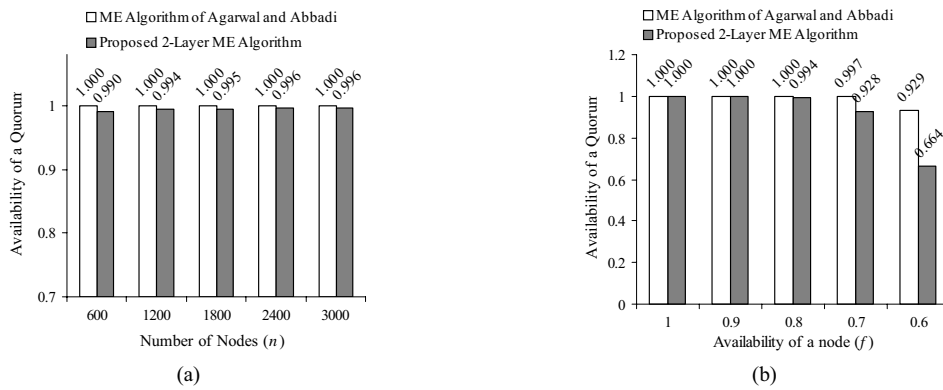 ME Algorithm of Agarwal and Abbadi
Proposed 2-Layer ME Algorithm
1.000 0.990 1.000 0.994 1.000 0.995 1.000 0.996 1.000 0.996
1
0.9
0.8
0.7
Availability of a Quorum
600 1200 1800 2400 3000
Number of Nodes (n)
(a)
ME Algorithm of Agarwal and Abbadi
Proposed 2-Layer ME Algorithm
1.2
1
0.8
0.6
0.4
0.2
0
1.000 1.000 1.000 1.000 1.000 0.994 0.997 0.928 0.929 0.664
Availability of a Quorum
1 0.9 0.8 0.7 0.6
Availability of a node (f)
(b)